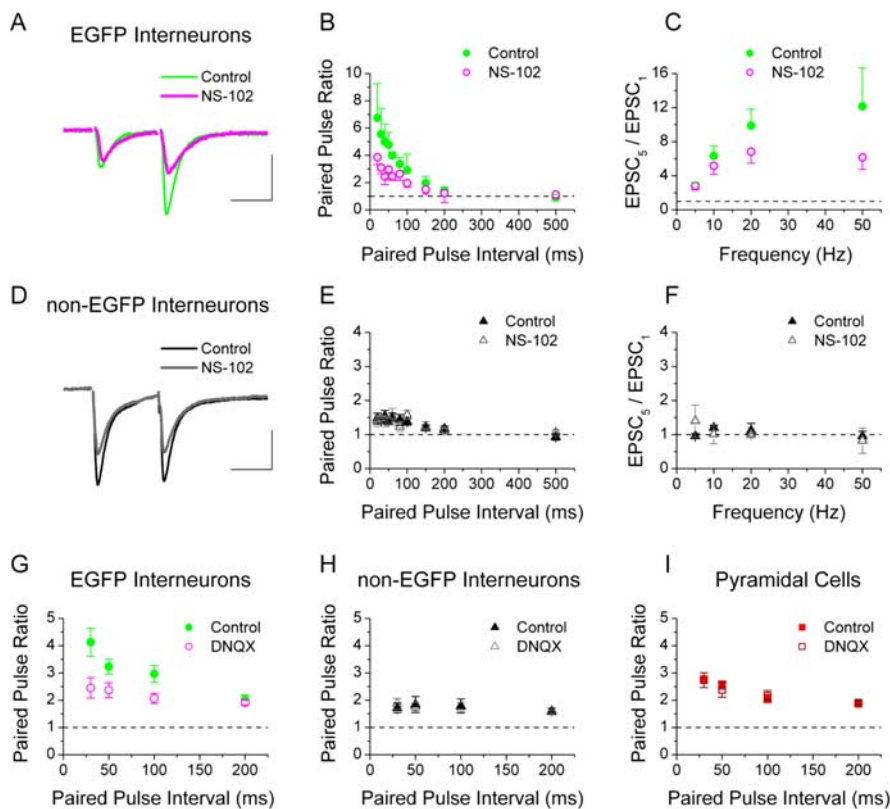 A
EGFP Interneurons
Control
NS-102
B
Control
NS-102
Paired Pulse Ratio
10
8
6
4
2
0
0 100 200 300 400 500
Paired Pulse Interval (ms)
C
Control
NS-102
EPSC5 / EPSC1
16
12
8
4
0
0 10 20 30 40 50
Frequency (Hz)
D
non-EGFP Interneurons
Control
NS-102
E
Control
NS-102
Paired Pulse Ratio
4
3
2
1
0
0 100 200 300 400 500
Paired Pulse Interval (ms)
F
Control
NS-102
EPSC5 / EPSC1
4
3
2
1
0
0 10 20 30 40 50
Frequency (Hz)
G
EGFP Interneurons
Control
DNQX
Paired Pulse Ratio
5
4
3
2
1
0
0 50 100 150 200
Paired Pulse Interval (ms)
H
non-EGFP Interneurons
Control
DNQX
Paired Pulse Ratio
5
4
3
2
1
0
0 50 100 150 200
Paired Pulse Interval (ms)
I
Pyramidal Cells
Control
DNQX
Paired Pulse Ratio
5
4
3
2
1
0
0 50 100 150 200
Paired Pulse Interval (ms)